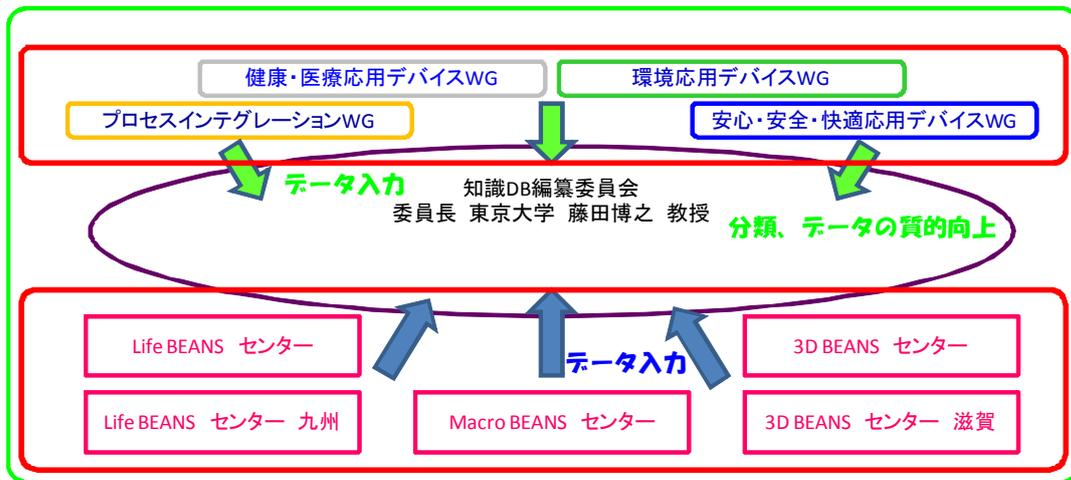 健康・医療応用デバイスWG
環境応用デバイスWG
プロセスインテグレーションWG
安心・安全・快適応用デバイスWG
データ入力
知識DB編纂委員会
委員長 東京大学 藤田博之 教授
分類、データの質的向上
Life BEANS センター
3D BEANS センター
データ入力
Life BEANS センター 九州
Macro BEANS センター
3D BEANS センター 滋賀